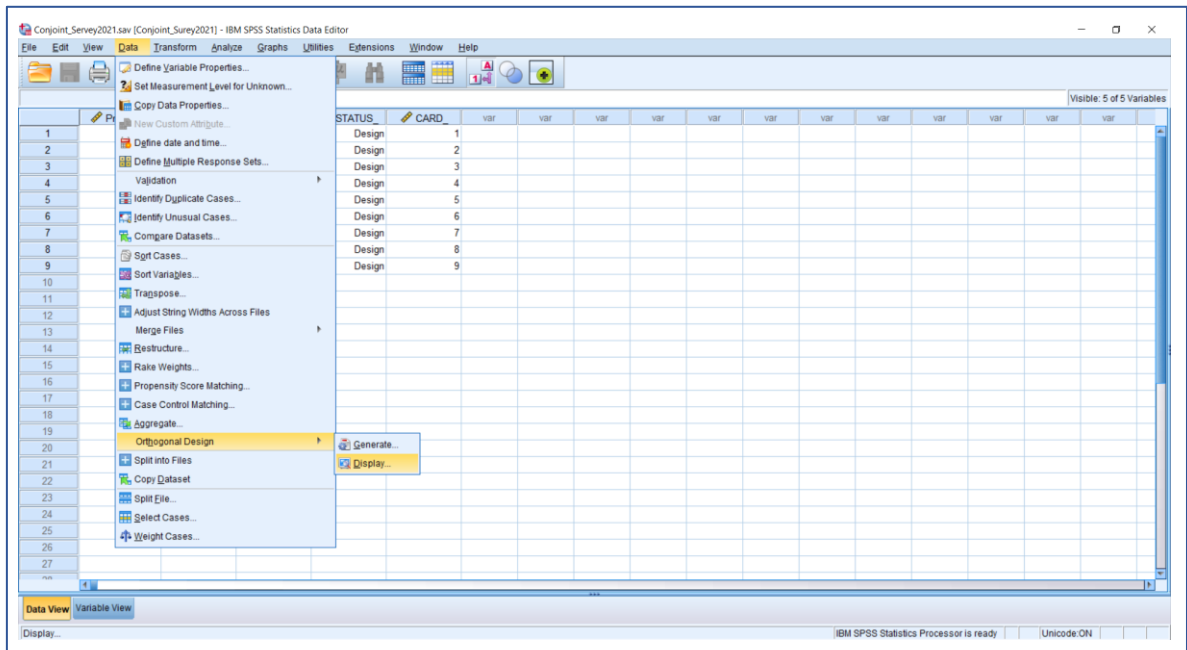 Conjoint_Servey2021.sav [Conjoint_Surey2021] - IBM SPSS Statistics Data Editor
File Edit View Data Transform Analyze Graphs Utilities Extensions Window Help
Define Variable Properties...
Set Measurement Level for Unknown...
Copy Data Properties...
New Custom Attribute...
Define date and time...
Define Multiple Response Sets...
Validation
Identify Duplicate Cases...
Identify Unusual Cases...
Compare Datasets...
Sort Cases...
Sort Variables...
Transpose...
Adjust String Widths Across Files
Merge Files
Restructure...
Rake Weights...
Propensity Score Matching...
Case Control Matching...
Aggregate...
Orthogonal Design
Split into Files
Copy Dataset
Split File...
Select Cases...
Weight Cases...
Generate...
Display...
Visible: 5 of 5 Variables
STATUS_ CARD_ var var var var var var var var var var var var
1 Design 1
2 Design 2
3 Design 3
4 Design 4
5 Design 5
6 Design 6
7 Design 7
8 Design 8
9 Design 9
10
11
12
13
14
15
16
17
18
19
20
21
22
23
24
25
26
27
Data View Variable View
Display... IBM SPSS Statistics Processor is ready Unicode:ON